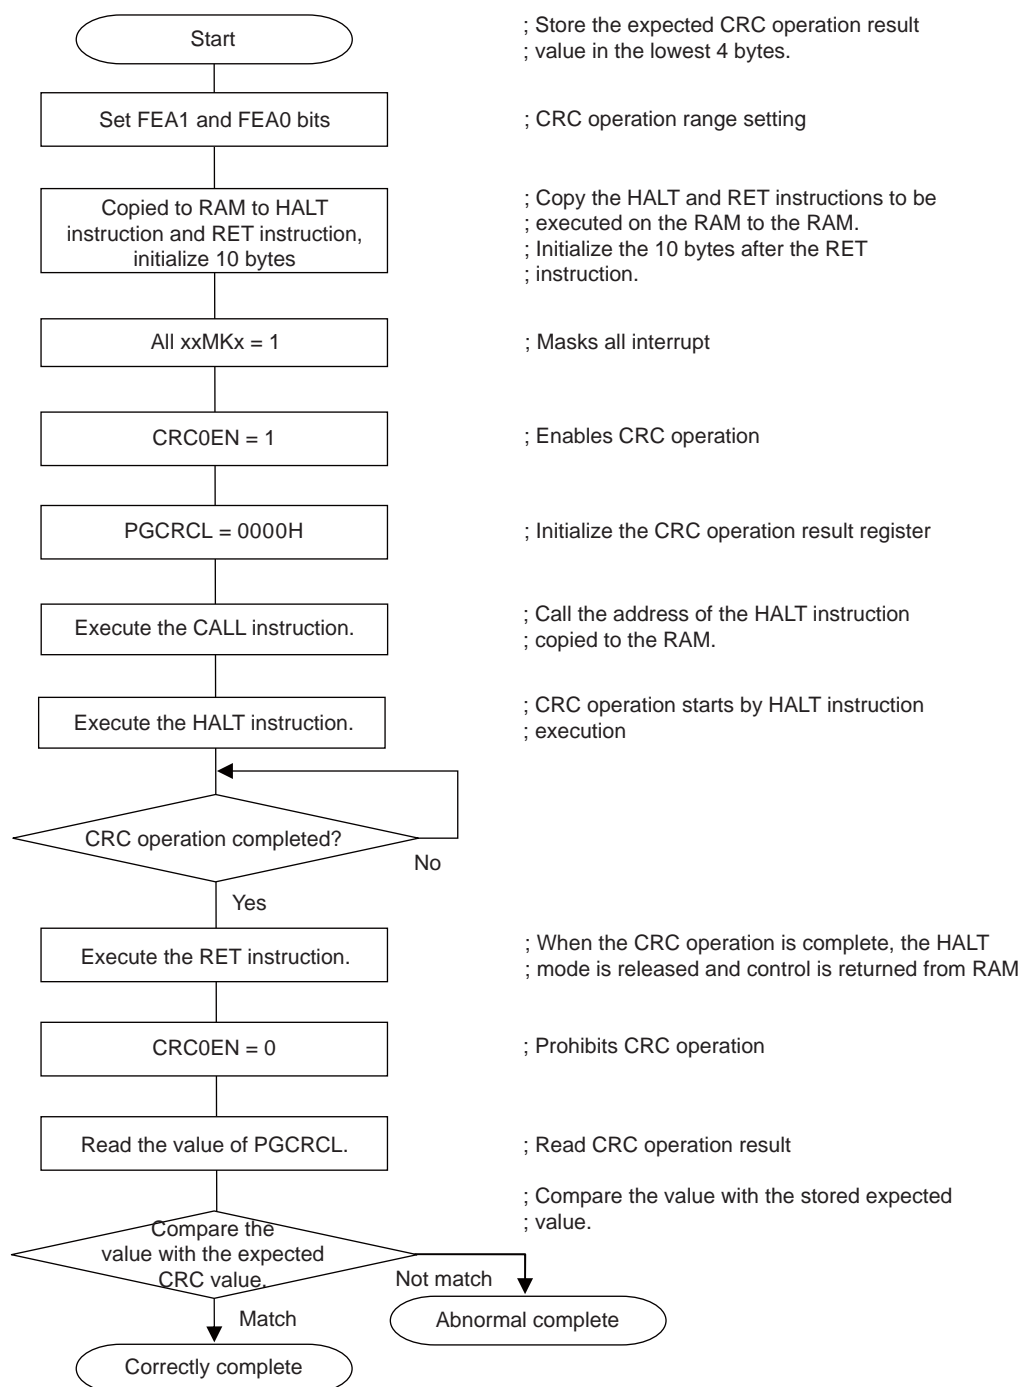 Start
; Store the expected CRC operation result
; value in the lowest 4 bytes.
Set FEA1 and FEA0 bits
; CRC operation range setting
Copied to RAM to HALT
instruction and RET instruction,
initialize 10 bytes
; Copy the HALT and RET instructions to be
; executed on the RAM to the RAM.
; Initialize the 10 bytes after the RET
; instruction.
All xxMKx = 1
; Masks all interrupt
CRC0EN = 1
; Enables CRC operation
PGCRCL = 0000H
; Initialize the CRC operation result register
Execute the CALL instruction.
; Call the address of the HALT instruction
; copied to the RAM.
Execute the HALT instruction.
; CRC operation starts by HALT instruction
; execution
CRC operation completed?
No
Yes
Execute the RET instruction.
; When the CRC operation is complete, the HALT
; mode is released and control is returned from RAM
CRC0EN = 0
; Prohibits CRC operation
Read the value of PGCRCL.
; Read CRC operation result
; Compare the value with the stored expected
; value.
Compare the
value with the expected
CRC value.
Not match
Match
Abnormal complete
Correctly complete